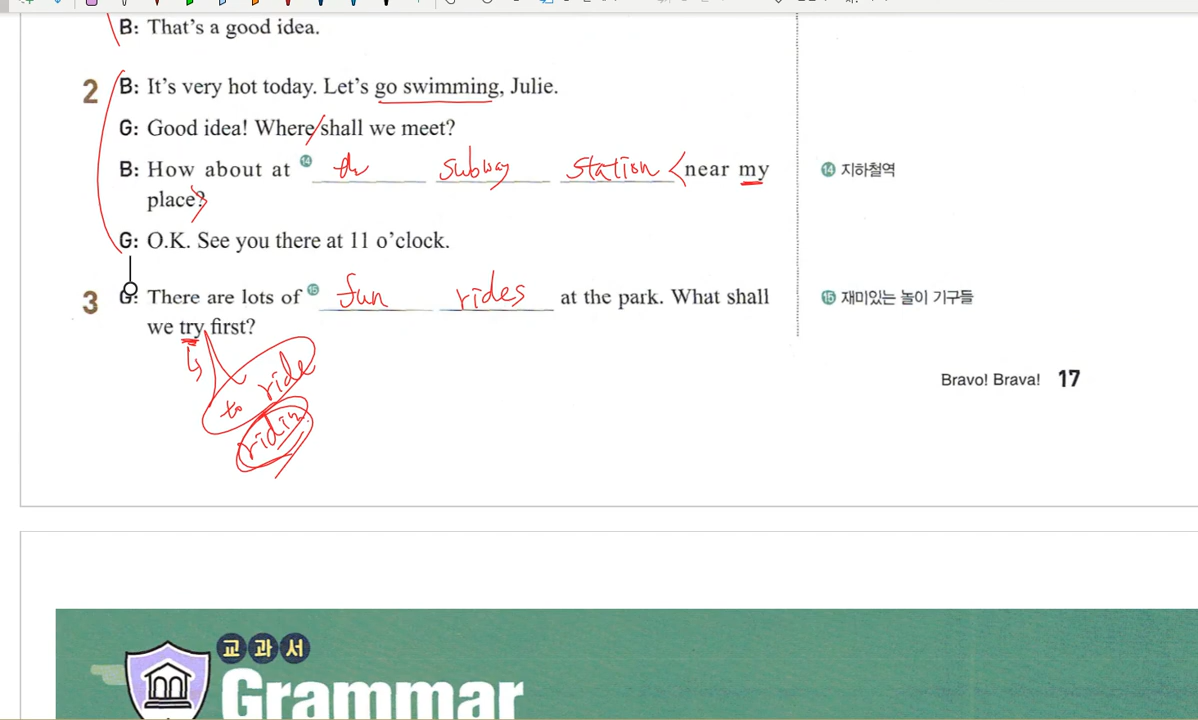 B: That's a good idea.
2 B: It's very hot today. Let's go swimming, Julie.
G: Good idea! Where shall we meet?
B: How about at ⑭ the subway station near my ⑭ 지하철역
place?
G: O.K. See you there at 11 o'clock.
3 G: There are lots of ⑮ fun rides at the park. What shall ⑮ 재미있는 놀이 기구들
we try first?
to ride
ridin
Bravo! Brava! 17
교과서
Grammar